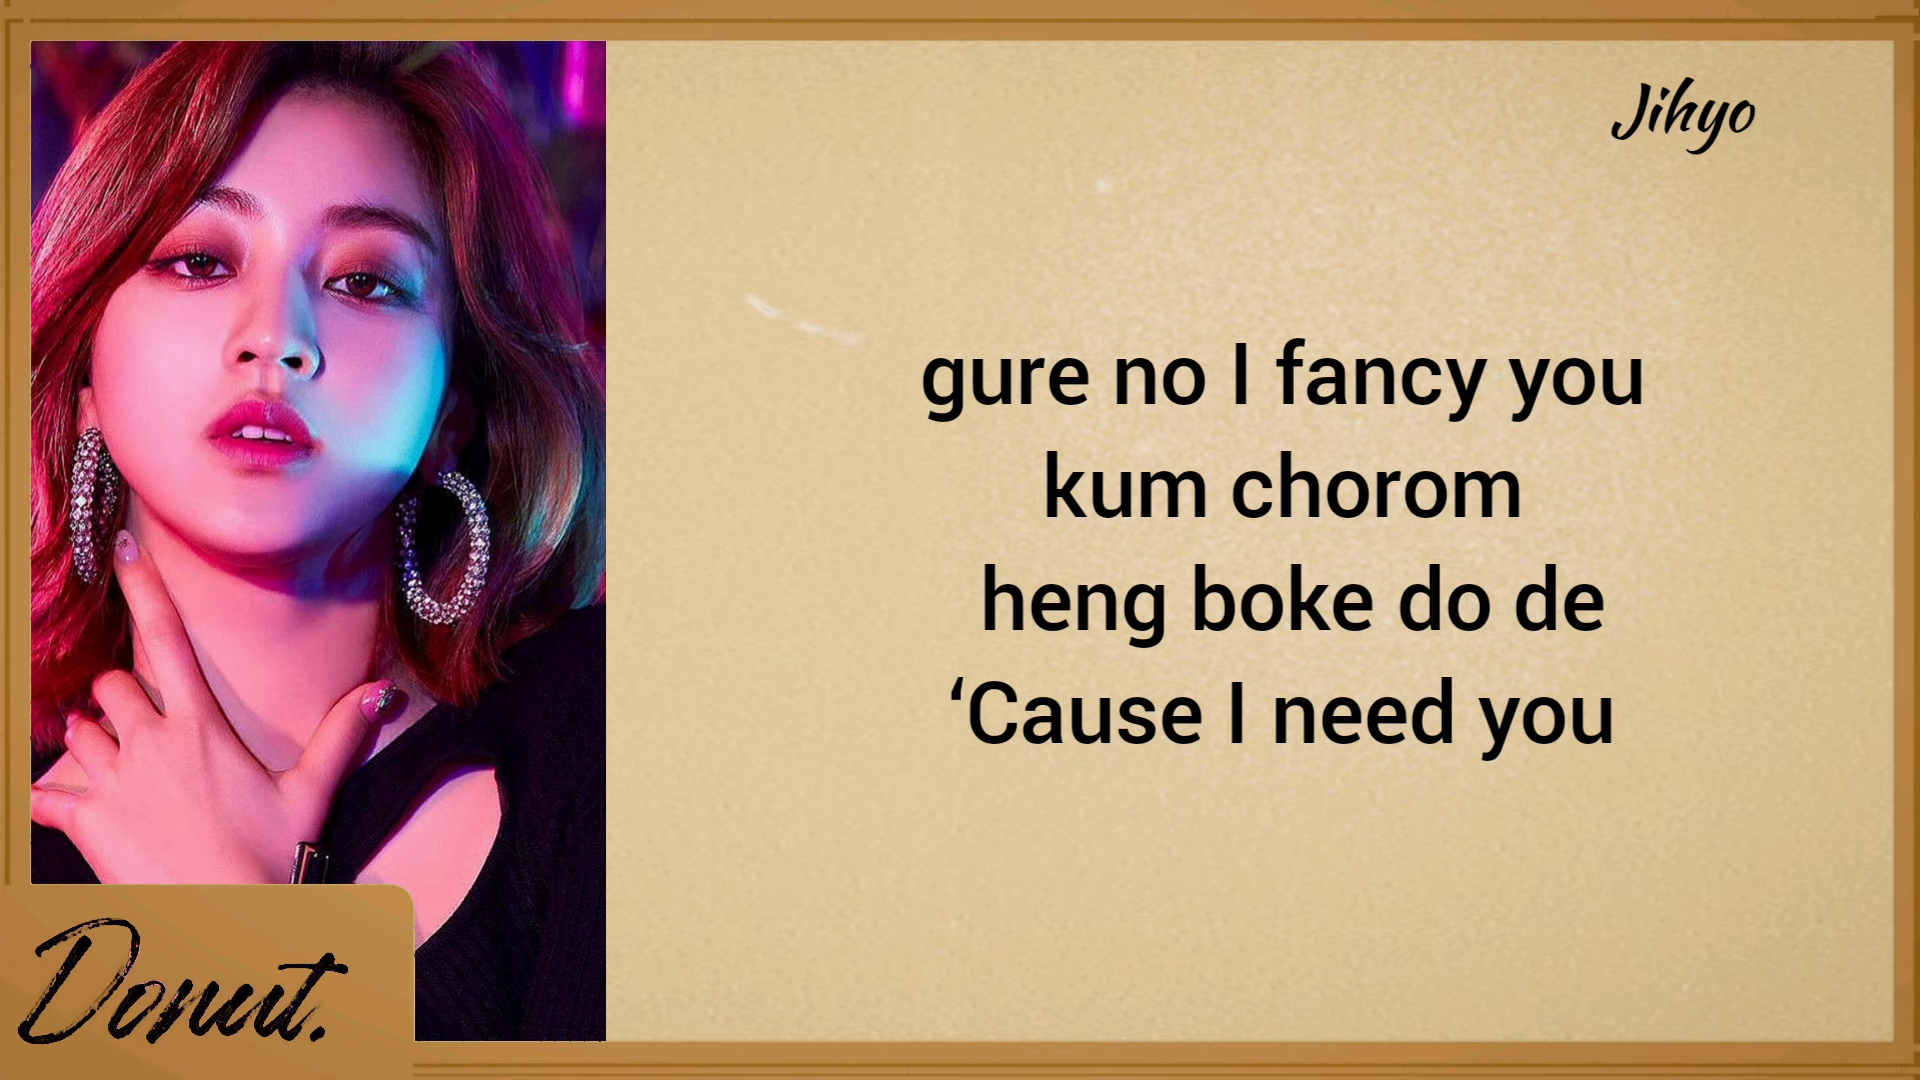 Jihyo
gure no I fancy you
kum chorom
heng boke do de
‘Cause I need you
Donut.